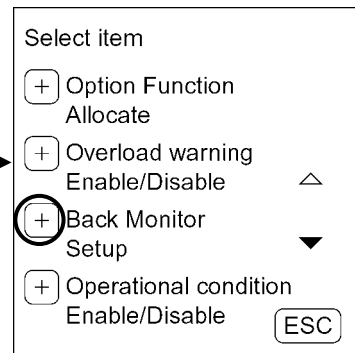 Select item
+ Option Function
Allocate
+ Overload warning
Enable/Disable
+ Back Monitor
Setup
+ Operational condition
Enable/Disable
ESC